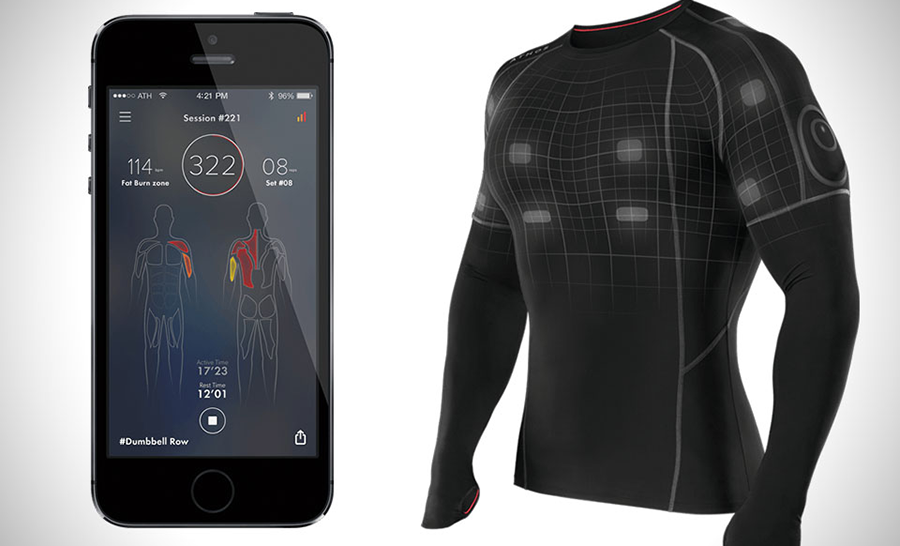 ATH 4:21 PM 96%
Session #221
114 bpm
322
08
Fat Burn zone
Set #08
Active Time
17'23
Rest Time
12'01
#Dumbbell Row
ATHOS